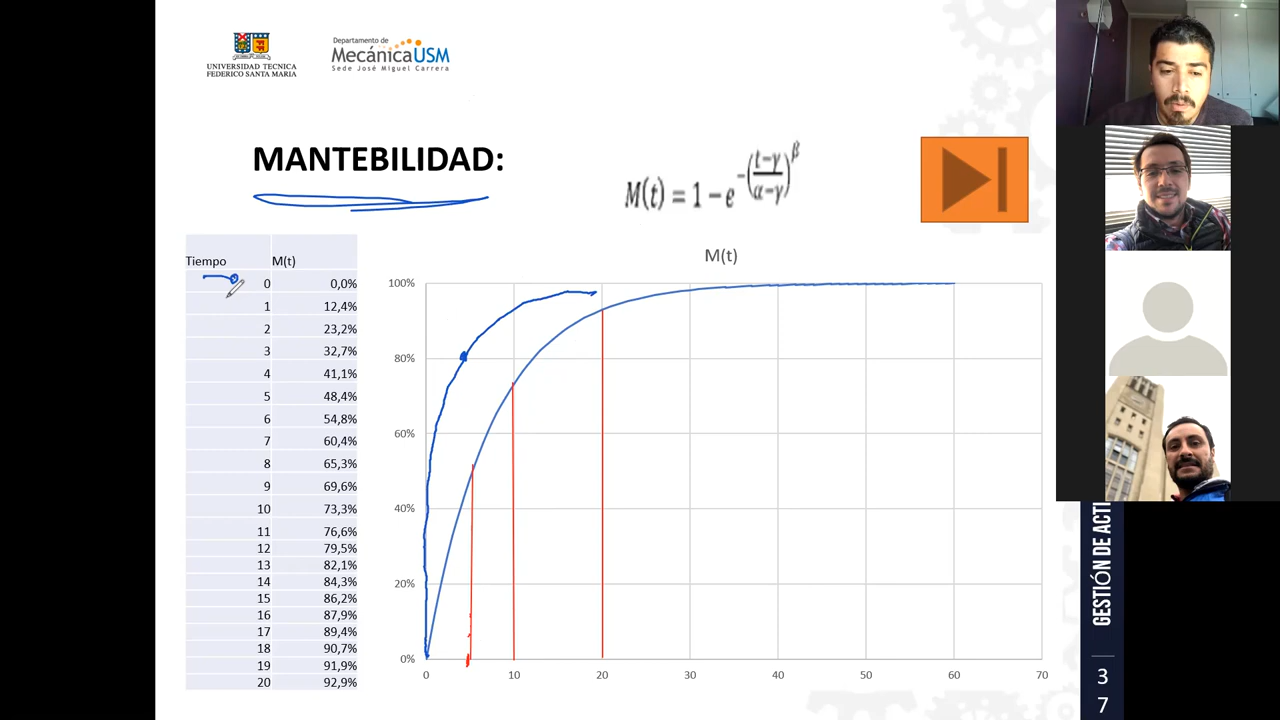 UNIVERSIDAD TECNICA
FEDERICO SANTA MARIA
Departamento de
MecánicaUSM
Sede José Miguel Carrera
MANTEBILIDAD:
M(t) = 1 − e^−((t−γ)/(α−γ))^β
Tiempo M(t)
0 0,0%
1 12,4%
2 23,2%
3 32,7%
4 41,1%
5 48,4%
6 54,8%
7 60,4%
8 65,3%
9 69,6%
10 73,3%
11 76,6%
12 79,5%
13 82,1%
14 84,3%
15 86,2%
16 87,9%
17 89,4%
18 90,7%
19 91,9%
20 92,9%
M(t)
100%
80%
60%
40%
20%
0%
0 10 20 30 40 50 60 70
GESTIÓN DE ACTI
3
7